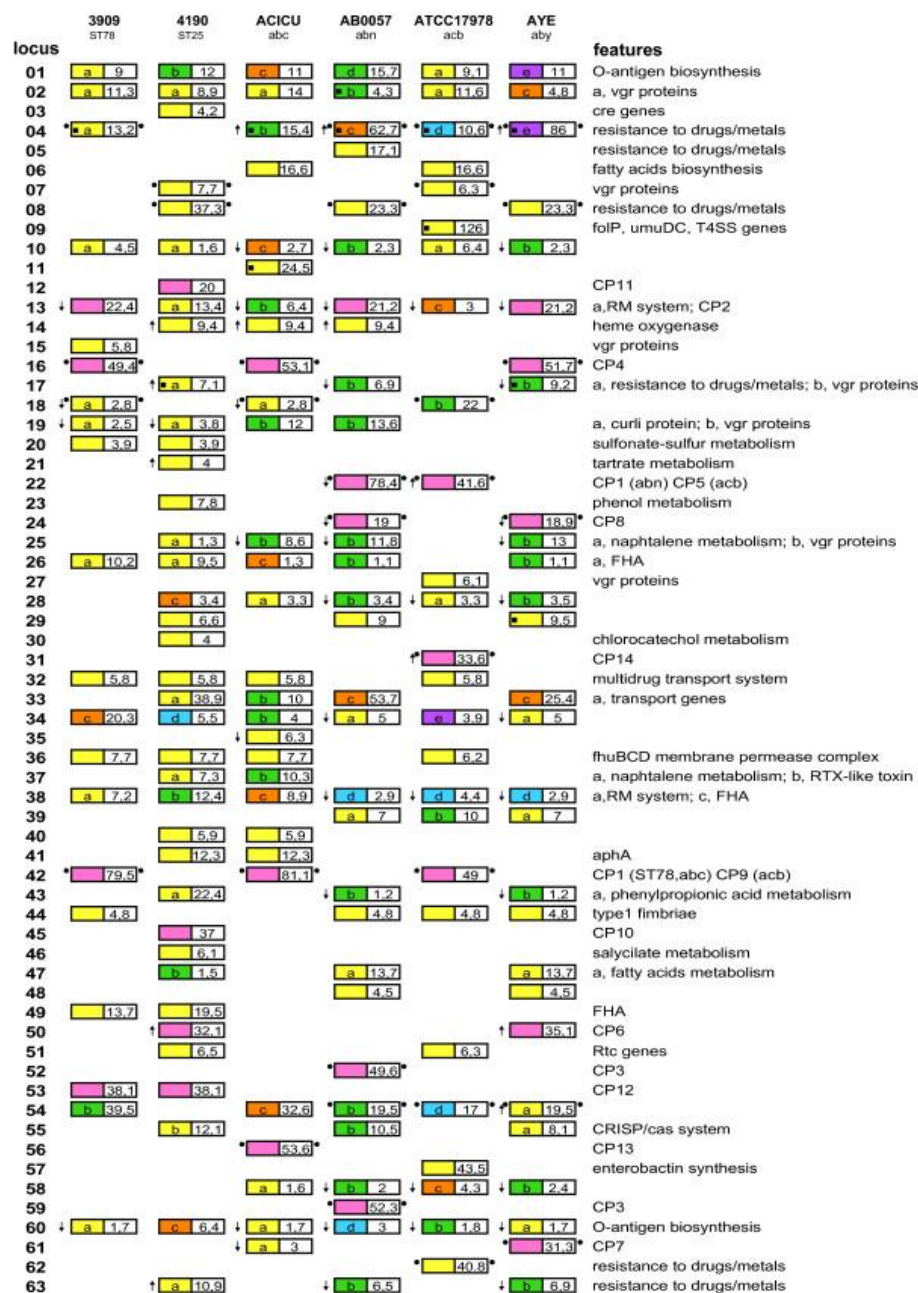 3909 4190 ACICU AB0057 ATCC17978 AYE
ST78 ST25 abc abn acb aby
locus features
01 a 9 b 12 c 11 d 15,7 a 9,1 e 11 O-antigen biosynthesis
02 a 11,3 a 8,9 a 14 b 4,3 a 11,6 c 4,8 a, vgr proteins
03 4,2 cre genes
04 a 13,2 b 15,4 c 62,7 d 10,6 e 86 resistance to drugs/metals
05 17,1 resistance to drugs/metals
06 16,6 16,6 fatty acids biosynthesis
07 7,7 6,3 vgr proteins
08 37,3 23,3 23,3 resistance to drugs/metals
09 126 folP, umuDC, T4SS genes
10 a 4,5 a 1,6 c 2,7 b 2,3 a 6,4 b 2,3
11 24,5
12 20 CP11
13 22,4 a 13,4 b 6,4 21,2 c 3 21,2 a,RM system; CP2
14 9,4 9,4 9,4 heme oxygenase
15 5,8 vgr proteins
16 49,4 53,1 51,7 CP4
17 a 7,1 b 6,9 b 9,2 a, resistance to drugs/metals; b, vgr proteins
18 a 2,8 a 2,8 b 22
19 a 2,5 a 3,8 b 12 b 13,6 a, curli protein; b, vgr proteins
20 3,9 3,9 sulfonate-sulfur metabolism
21 4 tartrate metabolism
22 78,4 41,6 CP1 (abn) CP5 (acb)
23 7,8 phenol metabolism
24 19 18,9 CP8
25 a 1,3 b 8,6 b 11,8 b 13 a, naphtalene metabolism; b, vgr proteins
26 a 10,2 a 9,5 c 1,3 b 1,1 b 1,1 a, FHA
27 6,1 vgr proteins
28 c 3,4 a 3,3 b 3,4 a 3,3 b 3,5
29 6,6 9 9,5
30 4 chlorocatechol metabolism
31 33,6 CP14
32 5,8 5,8 5,8 5,8 multidrug transport system
33 a 38,9 b 10 c 53,7 c 25,4 a, transport genes
34 c 20,3 d 5,5 b 4 a 5 e 3,9 a 5
35 6,3
36 7,7 7,7 7,7 6,2 fhuBCD membrane permease complex
37 a 7,3 b 10,3 a, naphtalene metabolism; b, RTX-like toxin
38 a 7,2 b 12,4 c 8,9 d 2,9 d 4,4 d 2,9 a,RM system; c, FHA
39 a 7 b 10 a 7
40 5,9 5,9
41 12,3 12,3 aphA
42 79,5 81,1 49 CP1 (ST78,abc) CP9 (acb)
43 a 22,4 b 1,2 b 1,2 a, phenylpropionic acid metabolism
44 4,8 4,8 4,8 4,8 type1 fimbriae
45 37 CP10
46 6,1 salycilate metabolism
47 b 1,5 a 13,7 a 13,7 a, fatty acids metabolism
48 4,5 4,5
49 13,7 19,5 FHA
50 32,1 35,1 CP6
51 6,5 6,3 Rtc genes
52 49,6 CP3
53 38,1 38,1 CP12
54 b 39,5 c 32,6 b 19,5 d 17 a 19,5
55 b 12,1 b 10,5 a 8,1 CRISP/cas system
56 53,6 CP13
57 43,5 enterobactin synthesis
58 a 1,6 b 2 c 4,3 b 2,4
59 52,3 CP3
60 a 1,7 c 6,4 a 1,7 d 3 b 1,8 a 1,7 O-antigen biosynthesis
61 a 3 31,3 CP7
62 40,8 resistance to drugs/metals
63 a 10,9 b 6,5 b 6,9 resistance to drugs/metals